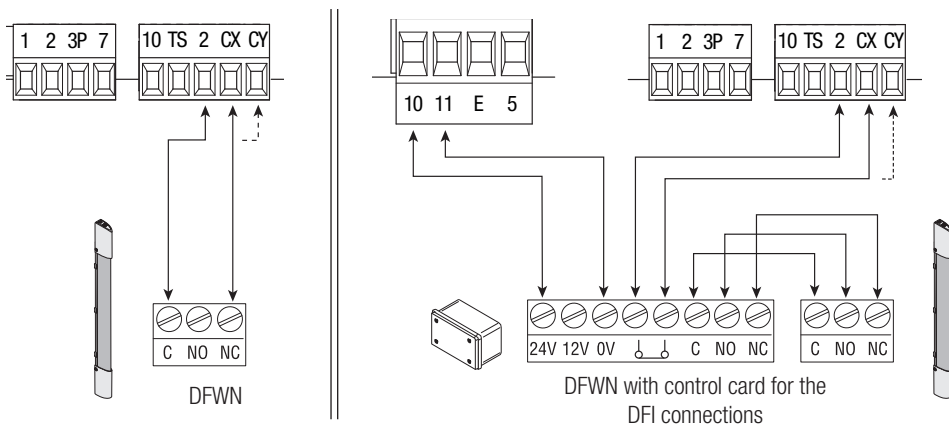 1 2 3P 7
10 TS 2 CX CY
C NO NC
DFWN
10 11 E 5
1 2 3P 7
10 TS 2 CX CY
24V 12V 0V C NO NC
C NO NC
DFWN with control card for the
DFI connections